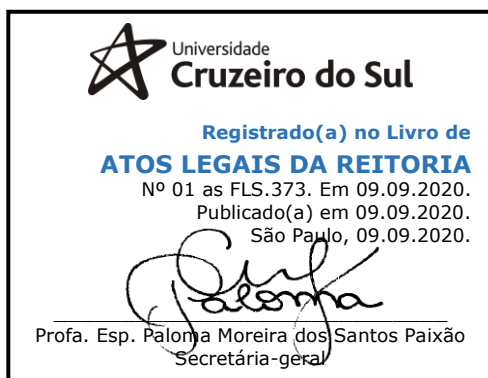 Universidade
Cruzeiro do Sul
Registrado(a) no Livro de
ATOS LEGAIS DA REITORIA
Nº 01 as FLS.373. Em 09.09.2020.
Publicado(a) em 09.09.2020.
São Paulo, 09.09.2020.
Paloma
Profa. Esp. Paloma Moreira dos Santos Paixão
Secretária-geral